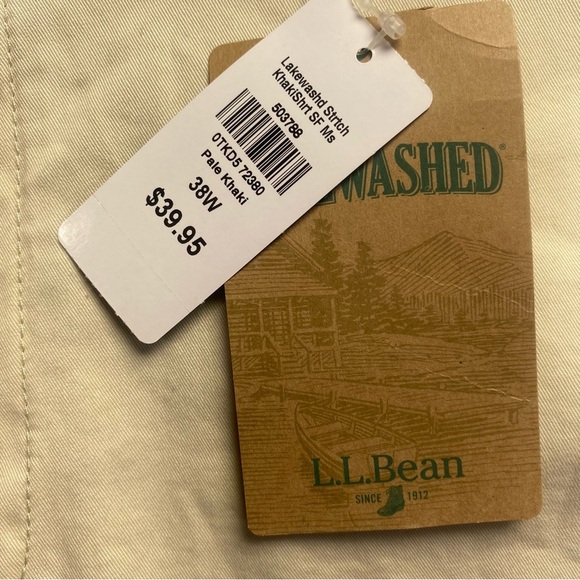 Lakewashd Strtch
KhakiShrt SF Ms
503788
0TKD5 72380
Pale Khaki
38W
$39.95
WASHED®
L.L.Bean
SINCE 1912